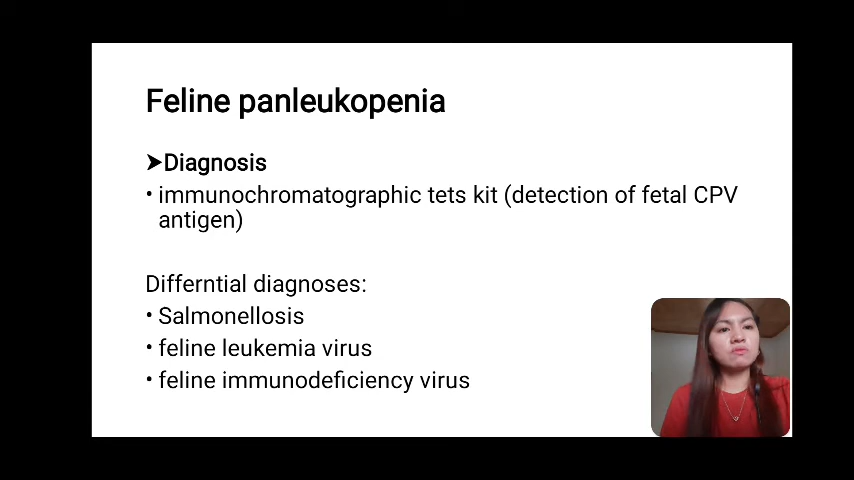 Feline panleukopenia
➤Diagnosis
• immunochromatographic tets kit (detection of fetal CPV
antigen)
Differntial diagnoses:
• Salmonellosis
• feline leukemia virus
• feline immunodeficiency virus